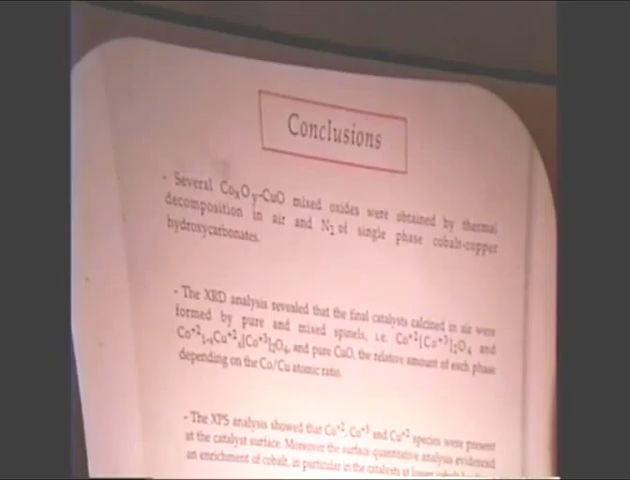 Conclusions
- Several CoxOy-CuO mixed oxides were obtained by thermal
decomposition in air and N2 of single phase cobalt-copper
hydroxycarbonates.
- The XRD analysis revealed that the final catalysts calcined in air were
formed by pure and mixed spinels, i.e. Co+2[Co+3]2O4 and
Co+21-xCu+2x[Co+3]2O4, and pure CuO, the relative amount of each phase
depending on the Co/Cu atomic ratio.
- The XPS analysis showed that Co+2, Co+3 and Cu+2 species were present
at the catalyst surface. Moreover the surface quantitative analysis evidenced
an enrichment of cobalt, in particular in the catalysts at lower cobalt